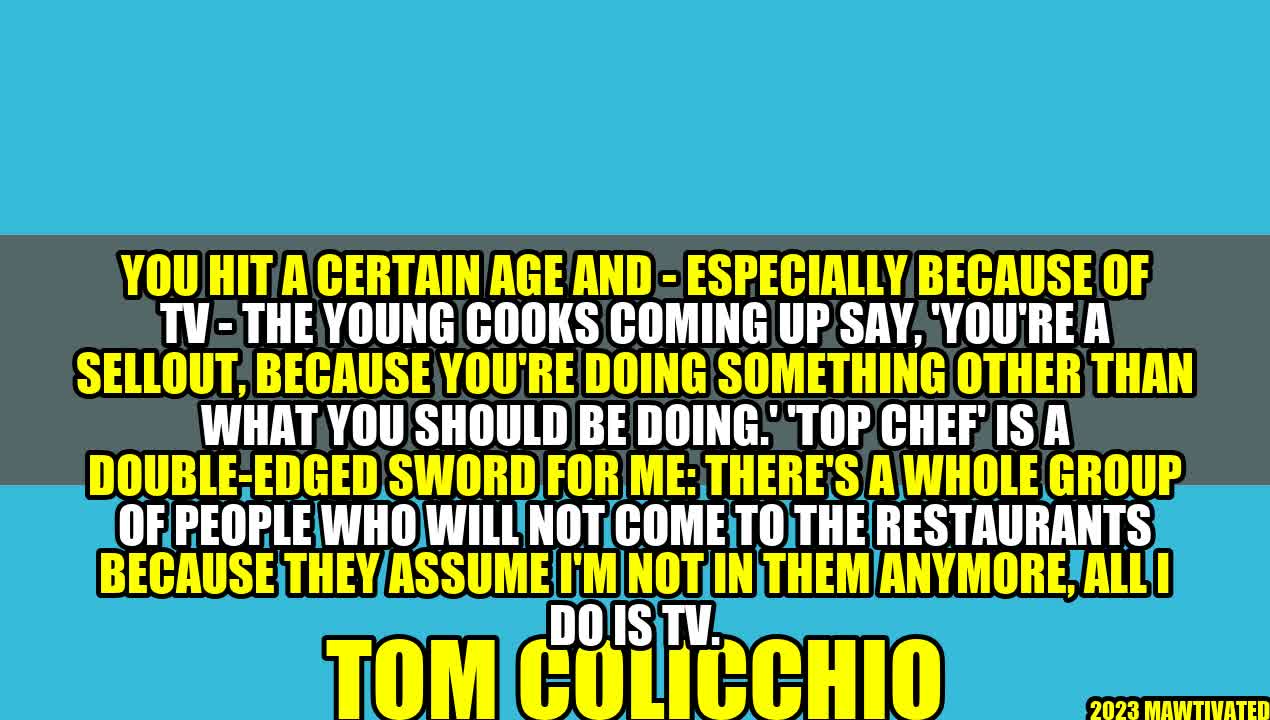 YOU HIT A CERTAIN AGE AND - ESPECIALLY BECAUSE OF
TV - THE YOUNG COOKS COMING UP SAY, 'YOU'RE A
SELLOUT, BECAUSE YOU'RE DOING SOMETHING OTHER THAN
WHAT YOU SHOULD BE DOING.' 'TOP CHEF' IS A
DOUBLE-EDGED SWORD FOR ME: THERE'S A WHOLE GROUP
OF PEOPLE WHO WILL NOT COME TO THE RESTAURANTS
BECAUSE THEY ASSUME I'M NOT IN THEM ANYMORE, ALL I
DO IS TV.
TOM COLICCHIO
2023 MAWTIVATED